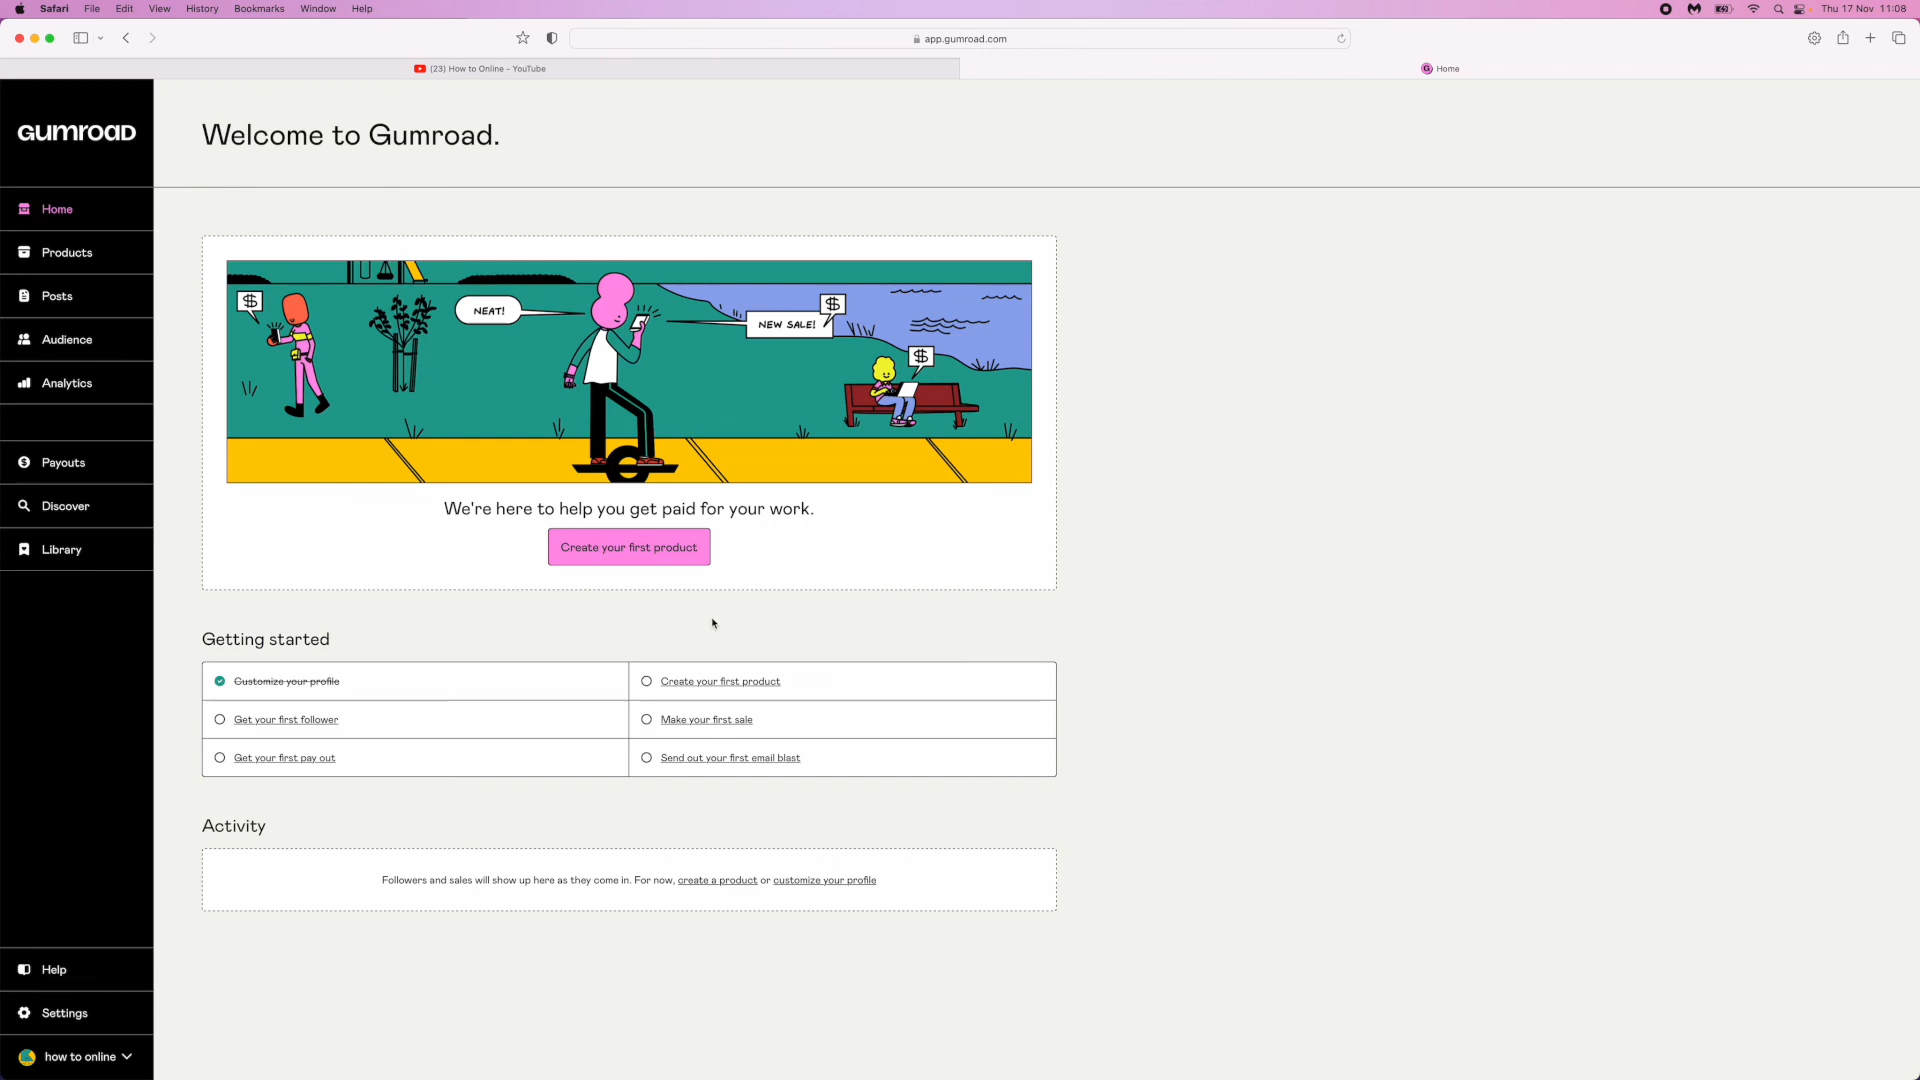 Safari File Edit View History Bookmarks Window Help Thu 17 Nov 11:08
app.gumroad.com
(23) How to Online - YouTube
G Home
GUMROAD
Welcome to Gumroad.
Home
Products
Posts
Audience
Analytics
Payouts
Discover
Library
$
NEAT!
NEW SALE!
$
$
We're here to help you get paid for your work.
Create your first product
Getting started
Customize your profile
Create your first product
Get your first follower
Make your first sale
Get your first pay out
Send out your first email blast
Activity
Followers and sales will show up here as they come in. For now, create a product or customize your profile
Help
Settings
how to online